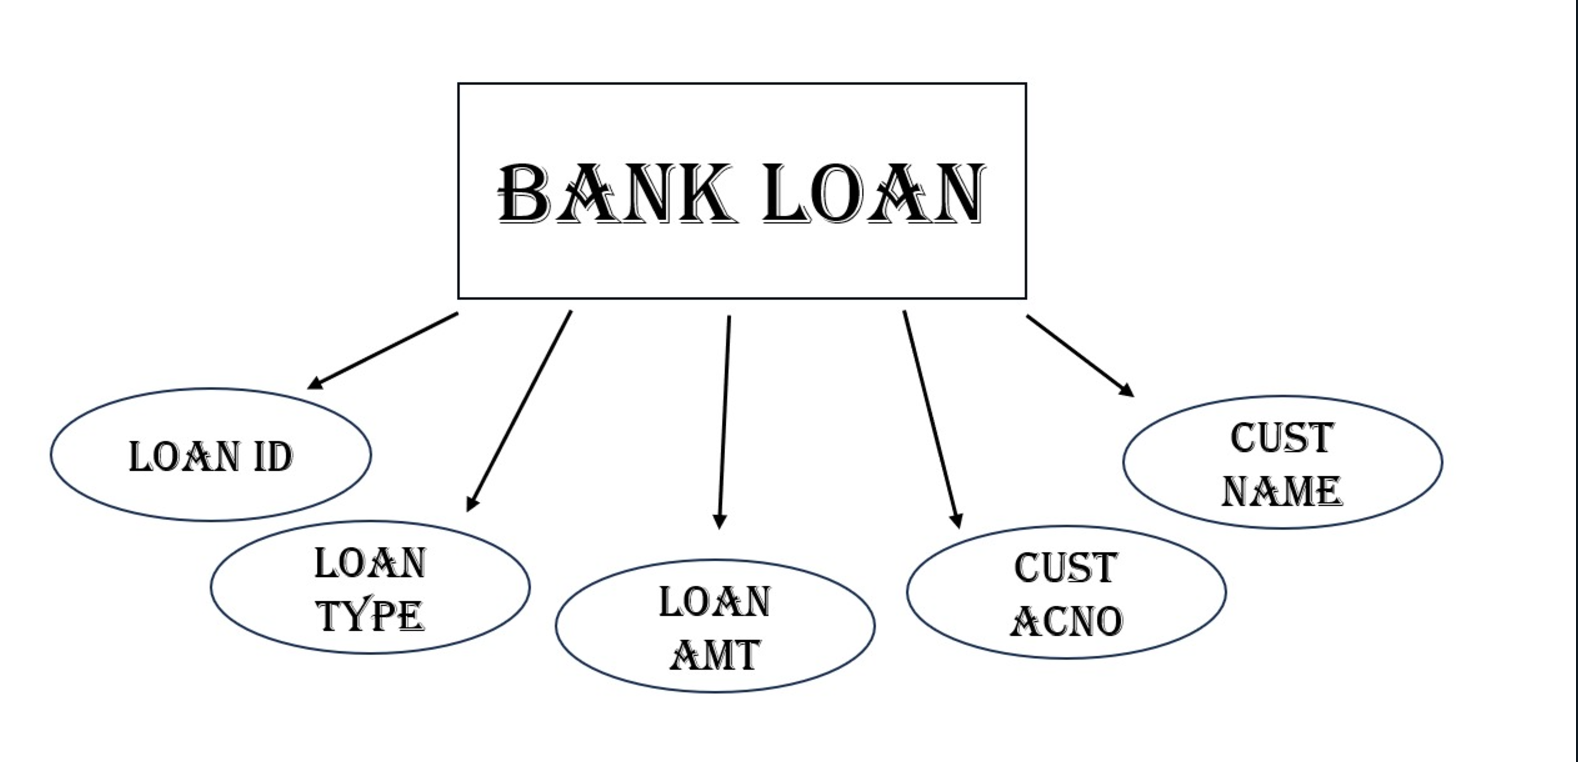 BANK LOAN
LOAN ID
LOAN
TYPE
LOAN
AMT
CUST
ACNO
CUST
NAME